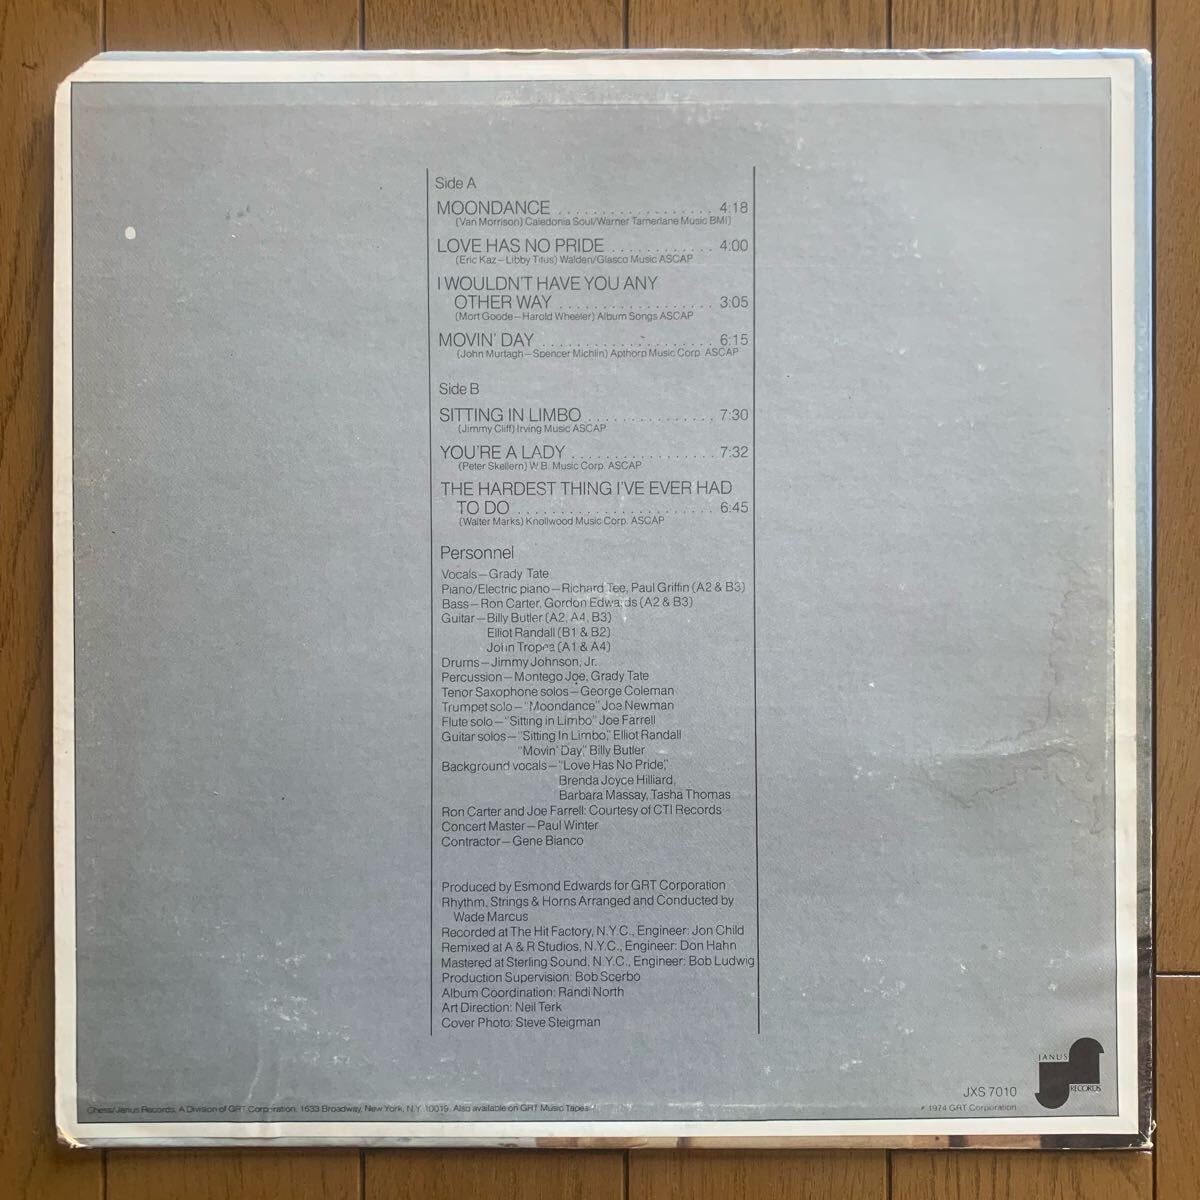 Side A
MOONDANCE . . . . . . . . . . . . . . . . . . . 4:18
(Van Morrison) Caledonia Soul/Warner Tamerlane Music BMI)
LOVE HAS NO PRIDE . . . . . . . . . . . . 4:00
(Eric Kaz–Libby Titus) Walden/Glasco Music ASCAP
I WOULDN'T HAVE YOU ANY
OTHER WAY . . . . . . . . . . . . . . . . . . 3:05
(Mort Goode–Harold Wheeler) Album Songs ASCAP
MOVIN' DAY . . . . . . . . . . . . . . . . . . . . 6:15
(John Murtagh–Spencer Michlin) Apthorp Music Corp. ASCAP
Side B
SITTING IN LIMBO . . . . . . . . . . . . . . . 7:30
(Jimmy Cliff) Irving Music ASCAP
YOU'RE A LADY . . . . . . . . . . . . . . . . . 7:32
(Peter Skellern) W.B. Music Corp. ASCAP
THE HARDEST THING I'VE EVER HAD
TO DO . . . . . . . . . . . . . . . . . . . . . . . 6:45
(Walter Marks) Knollwood Music Corp. ASCAP
Personnel
Vocals–Grady Tate
Piano/Electric piano–Richard Tee, Paul Griffin (A2 & B3)
Bass–Ron Carter, Gordon Edwards (A2 & B3)
Guitar–Billy Butler (A2, A4, B3)
Elliot Randall (B1 & B2)
John Tropea (A1 & A4)
Drums–Jimmy Johnson, Jr.
Percussion–Montego Joe, Grady Tate
Tenor Saxophone solos–George Coleman
Trumpet solo–"Moondance" Joe Newman
Flute solo–"Sitting in Limbo" Joe Farrell
Guitar solos–"Sitting In Limbo," Elliot Randall
"Movin' Day," Billy Butler
Background vocals–"Love Has No Pride,"
Brenda Joyce Hilliard,
Barbara Massay, Tasha Thomas
Ron Carter and Joe Farrell: Courtesy of CTI Records
Concert Master–Paul Winter
Contractor–Gene Bianco
Produced by Esmond Edwards for GRT Corporation
Rhythm, Strings & Horns Arranged and Conducted by
Wade Marcus
Recorded at The Hit Factory, N.Y.C., Engineer: Jon Child
Remixed at A & R Studios, N.Y.C., Engineer: Don Hahn
Mastered at Sterling Sound, N.Y.C., Engineer: Bob Ludwig
Production Supervision: Bob Scerbo
Album Coordination: Randi North
Art Direction: Neil Terk
Cover Photo: Steve Steigman
JANUS
RECORDS
JXS 7010
Chess/Janus Records, A Division of GRT Corporation, 1633 Broadway, New York, N.Y. 10019. Also available on GRT Music Tapes.
℗ 1974 GRT Corporation